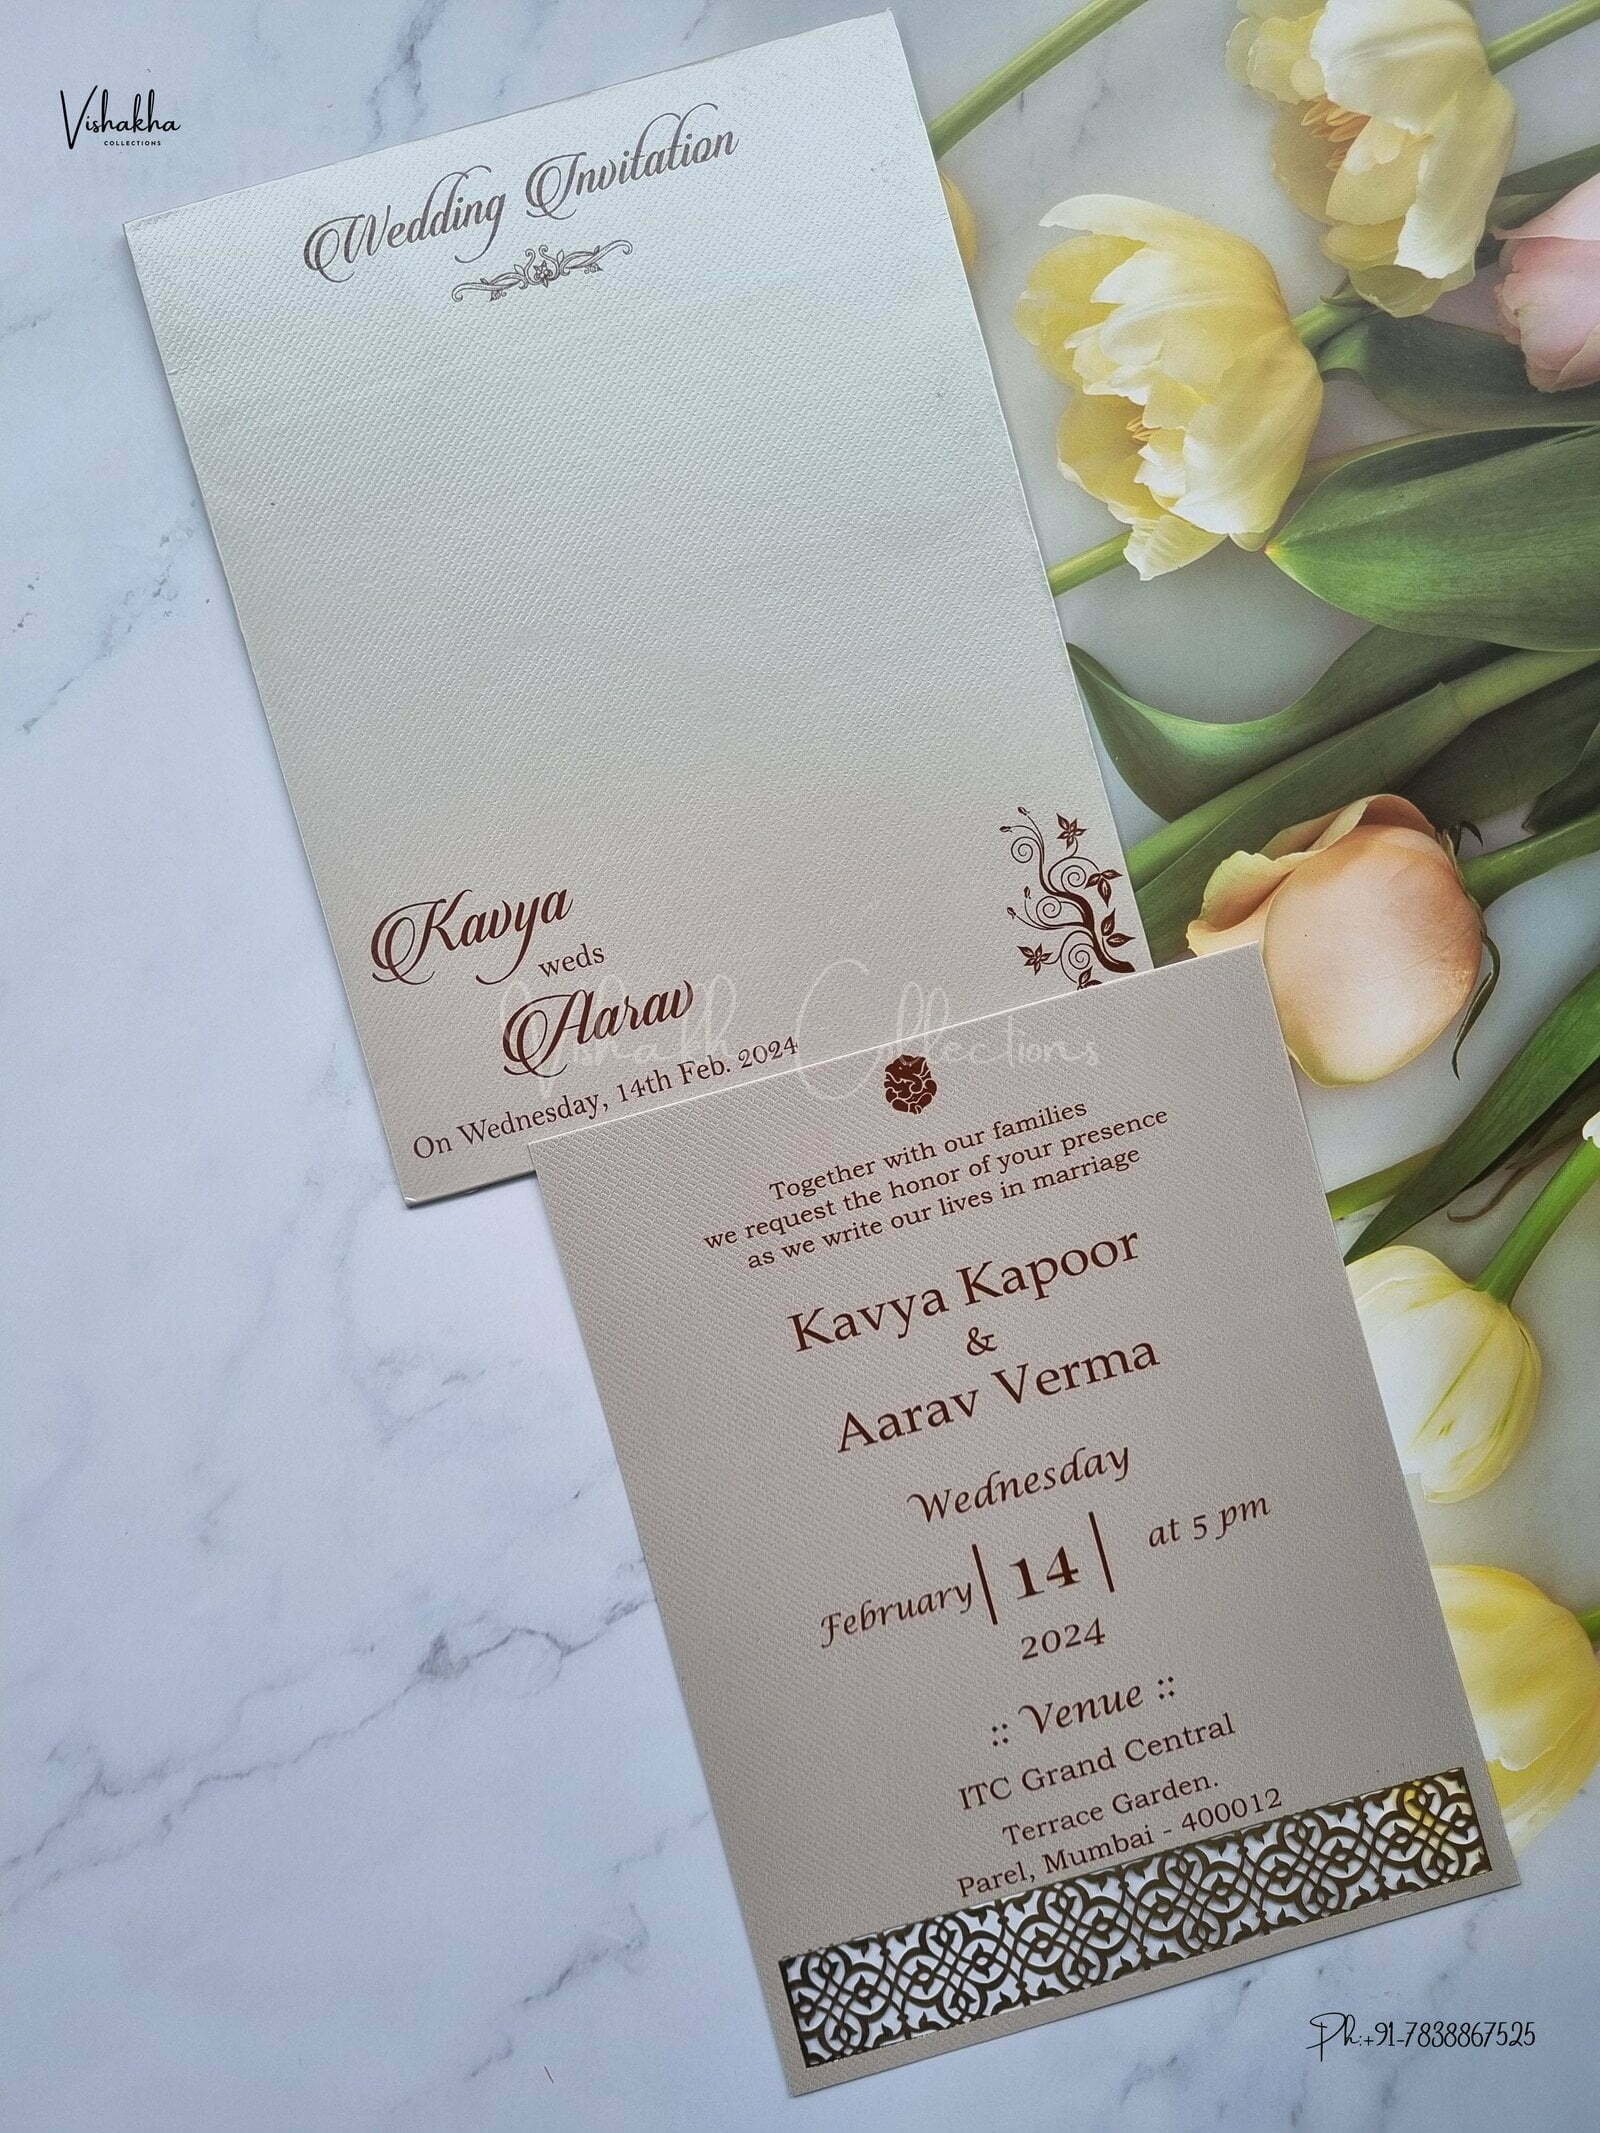 Vishakha
COLLECTIONS
Wedding Invitation
Kavya
weds
Aarav
On Wednesday, 14th Feb. 2024
Vishakha Collections
Together with our families
we request the honor of your presence
as we write our lives in marriage
Kavya Kapoor
&
Aarav Verma
Wednesday
February | 14 | at 5 pm
2024
:: Venue ::
ITC Grand Central
Terrace Garden.
Parel, Mumbai - 400012
Ph:+91-7838867525